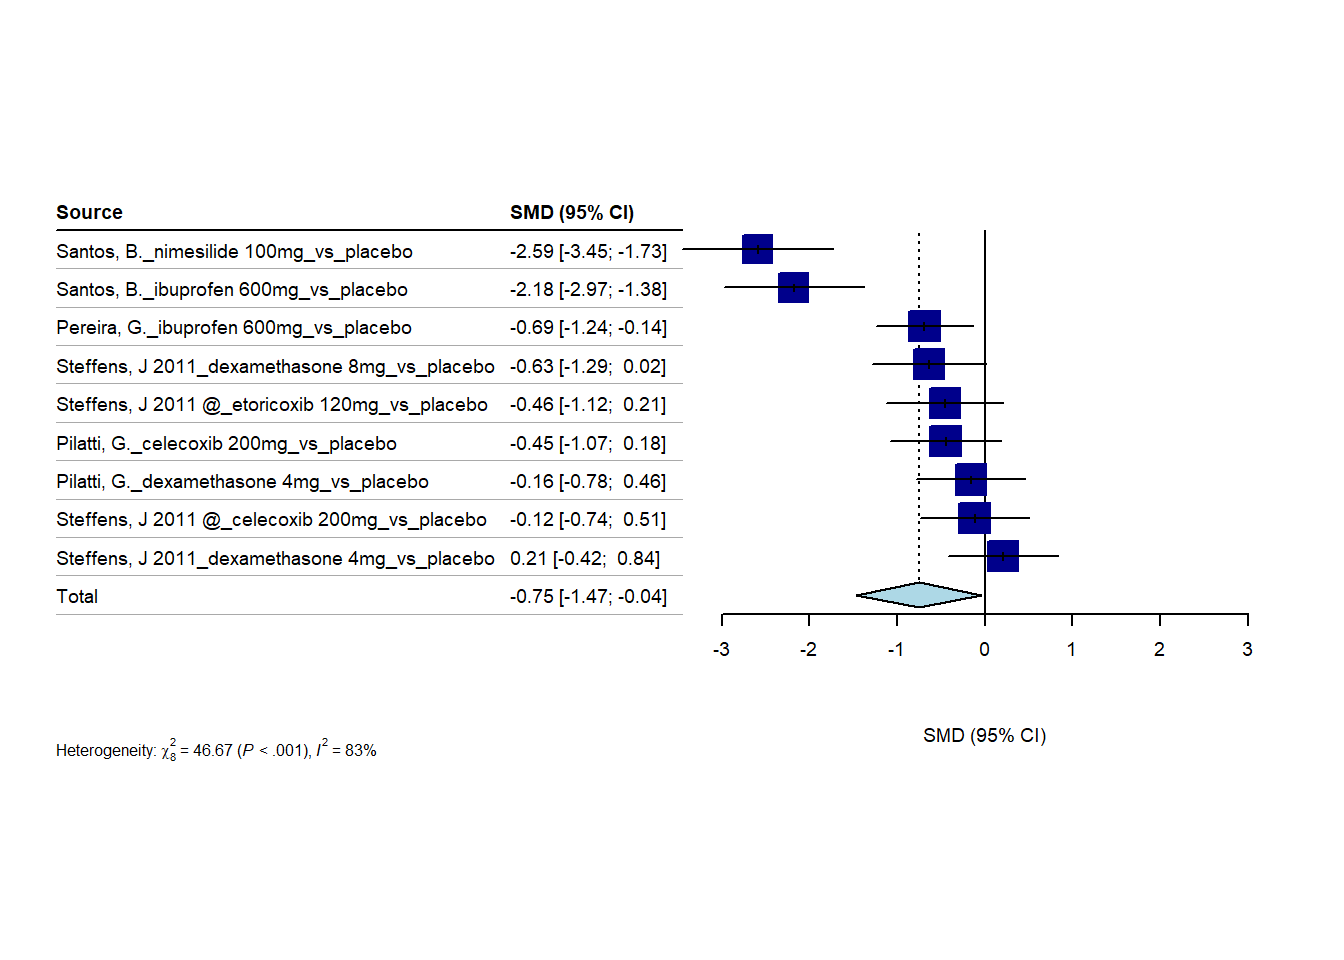 Source SMD (95% CI)
Santos, B._nimesilide 100mg_vs_placebo -2.59 [-3.45; -1.73]
Santos, B._ibuprofen 600mg_vs_placebo -2.18 [-2.97; -1.38]
Pereira, G._ibuprofen 600mg_vs_placebo -0.69 [-1.24; -0.14]
Steffens, J 2011_dexamethasone 8mg_vs_placebo -0.63 [-1.29; 0.02]
Steffens, J 2011 @_etoricoxib 120mg_vs_placebo -0.46 [-1.12; 0.21]
Pilatti, G._celecoxib 200mg_vs_placebo -0.45 [-1.07; 0.18]
Pilatti, G._dexamethasone 4mg_vs_placebo -0.16 [-0.78; 0.46]
Steffens, J 2011 @_celecoxib 200mg_vs_placebo -0.12 [-0.74; 0.51]
Steffens, J 2011_dexamethasone 4mg_vs_placebo 0.21 [-0.42; 0.84]
Total -0.75 [-1.47; -0.04]
-3 -2 -1 0 1 2 3
SMD (95% CI)
Heterogeneity: χ²₈ = 46.67 (P < .001), I² = 83%